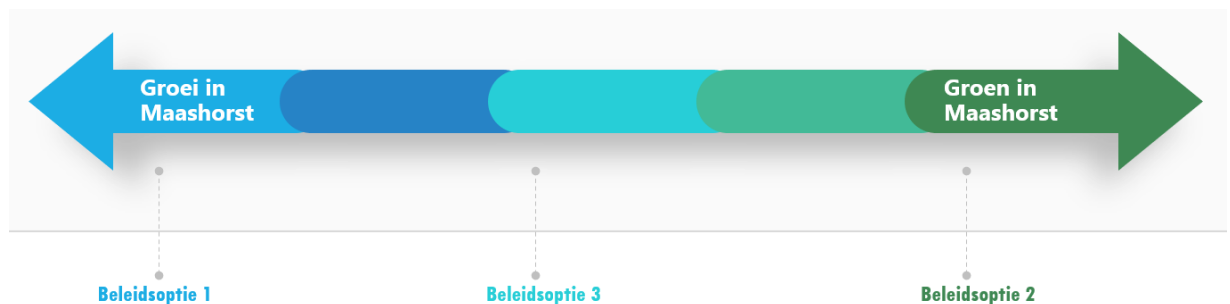 Groei in
Maashorst
Groen in
Maashorst
Beleidsoptie 1
Beleidsoptie 3
Beleidsoptie 2